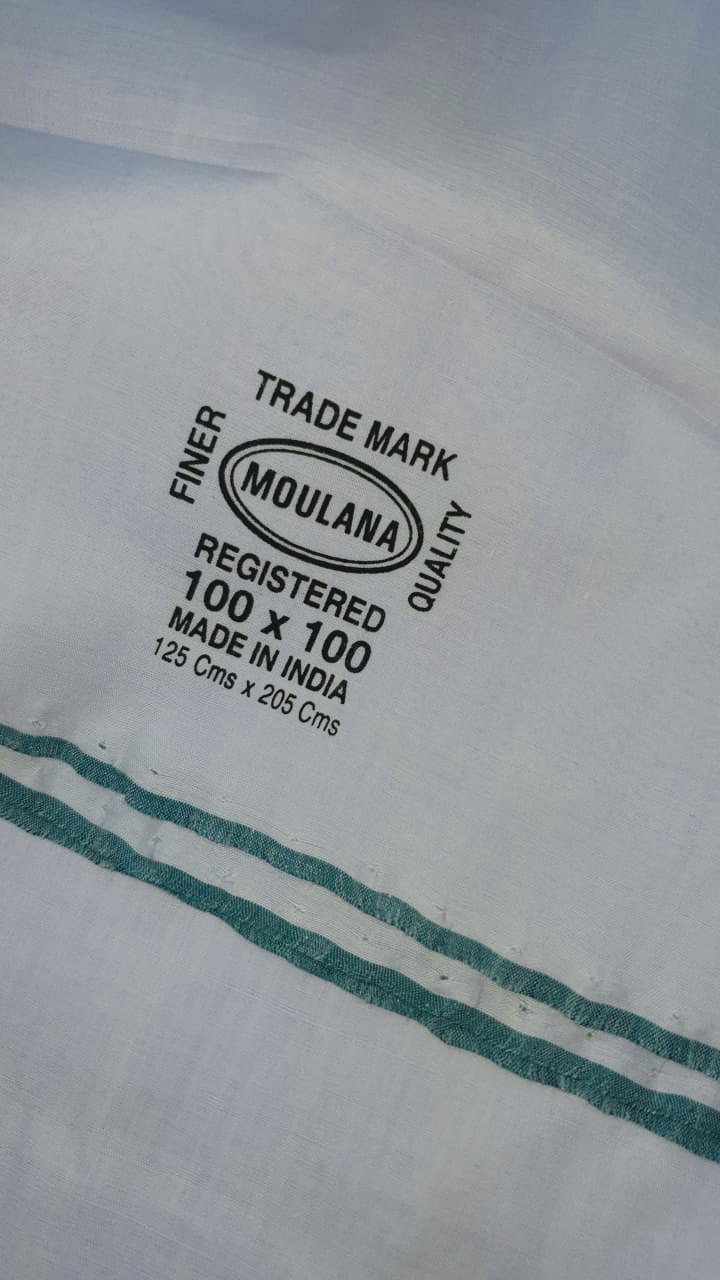 TRADE MARK
FINER
MOULANA
QUALITY
REGISTERED
100 x 100
MADE IN INDIA
125 Cms x 205 Cms